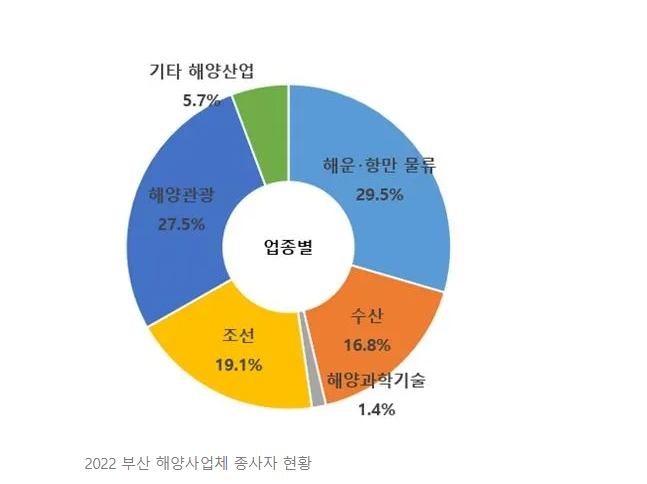 기타 해양산업
5.7%
해운·항만 물류
29.5%
해양관광
27.5%
업종별
수산
16.8%
조선
19.1%
해양과학기술
1.4%
2022 부산 해양사업체 종사자 현황